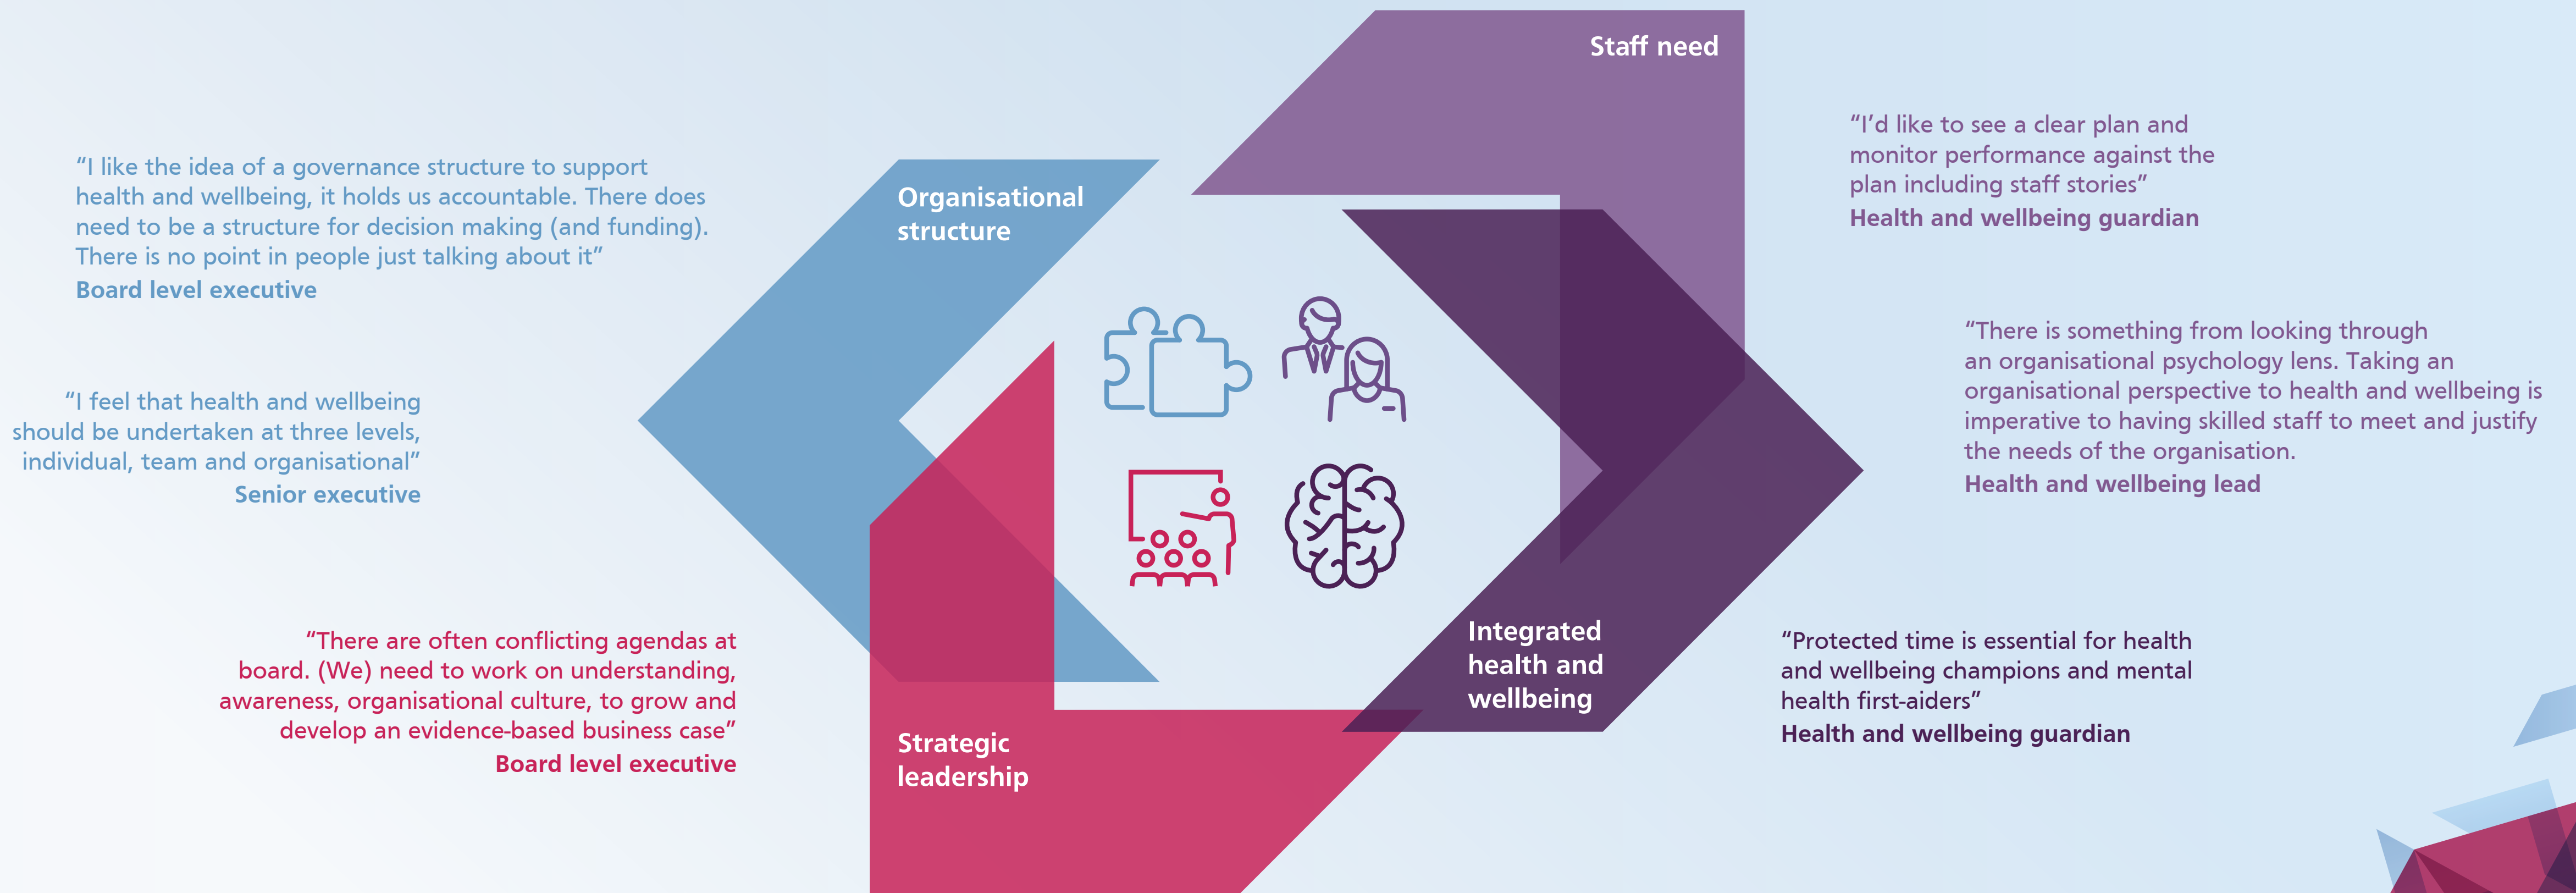 Staff need
Organisational
structure
“I like the idea of a governance structure to support
health and wellbeing, it holds us accountable. There does
need to be a structure for decision making (and funding).
There is no point in people just talking about it”
Board level executive
“I feel that health and wellbeing
should be undertaken at three levels,
individual, team and organisational”
Senior executive
“There are often conflicting agendas at
board. (We) need to work on understanding,
awareness, organisational culture, to grow and
develop an evidence-based business case”
Board level executive
Strategic
leadership
Integrated
health and
wellbeing
“I’d like to see a clear plan and
monitor performance against the
plan including staff stories”
Health and wellbeing guardian
“There is something from looking through
an organisational psychology lens. Taking an
organisational perspective to health and wellbeing is
imperative to having skilled staff to meet and justify
the needs of the organisation.
Health and wellbeing lead
“Protected time is essential for health
and wellbeing champions and mental
health first-aiders”
Health and wellbeing guardian